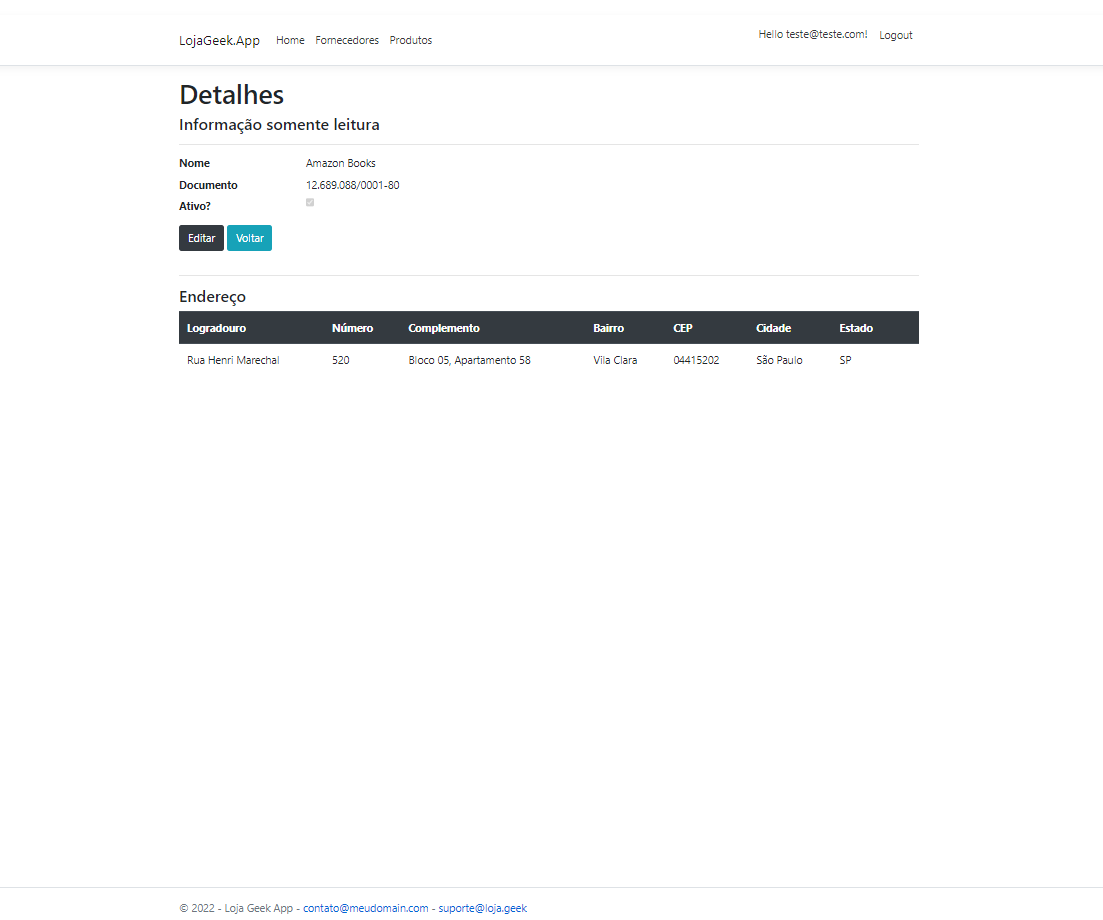 LojaGeek.App Home Fornecedores Produtos Hello teste@teste.com! Logout
Detalhes
Informação somente leitura
Nome Amazon Books
Documento 12.689.088/0001-80
Ativo?
Editar Voltar
Endereço
Logradouro Número Complemento Bairro CEP Cidade Estado
Rua Henri Marechal 520 Bloco 05, Apartamento 58 Vila Clara 04415202 São Paulo SP
© 2022 - Loja Geek App - contato@meudomain.com - suporte@loja.geek